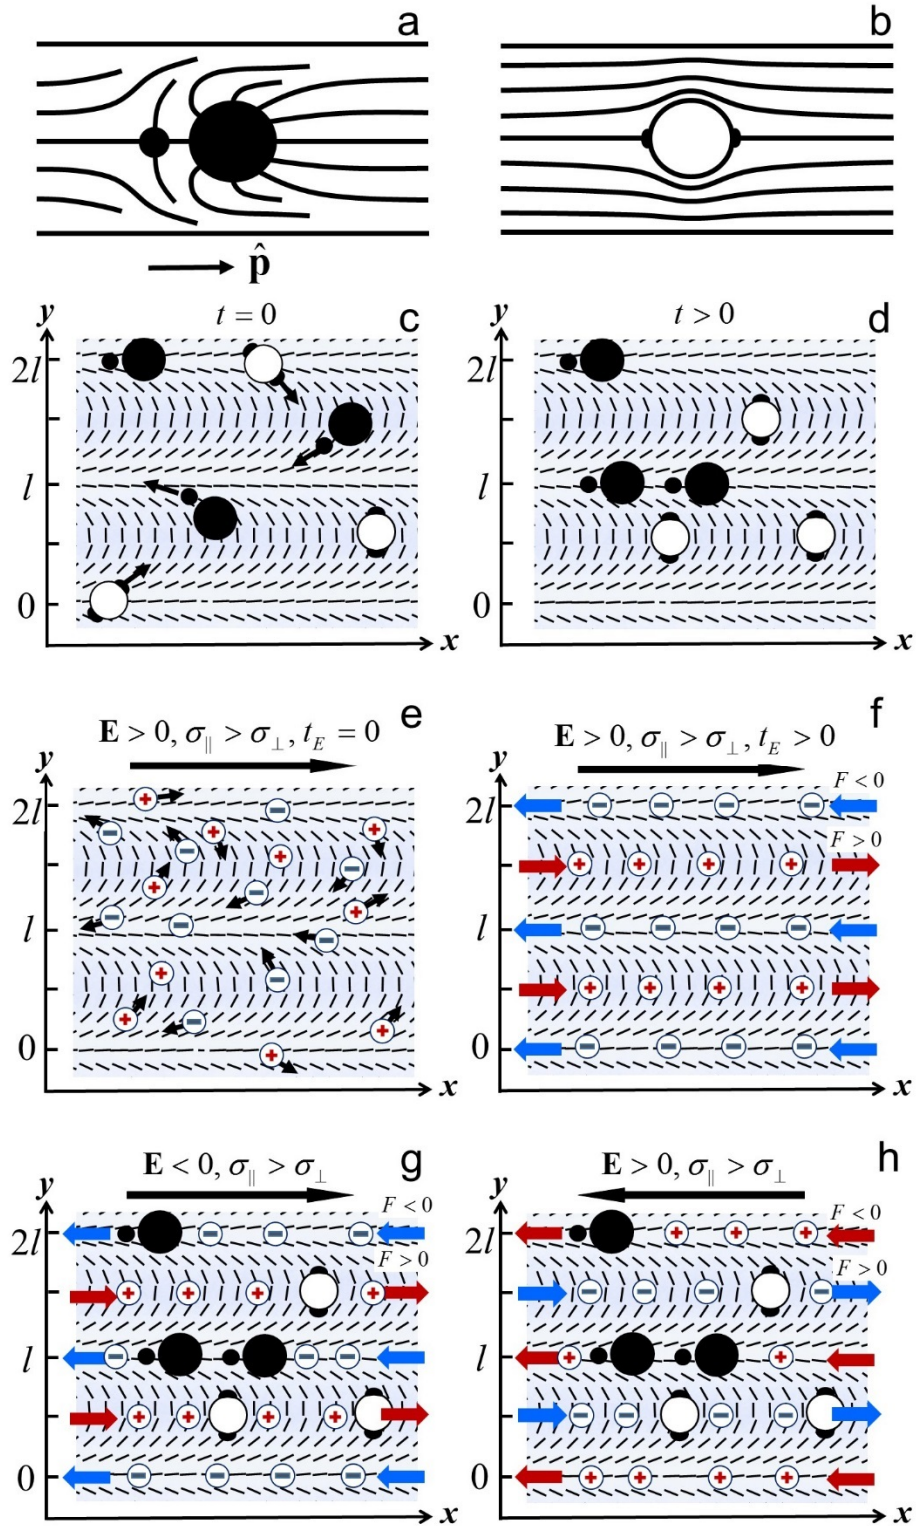 a
b
p̂
t = 0
c
t > 0
d
y
2l
l
0
x
y
2l
l
0
x
E > 0, σ∥ > σ⊥, t_E = 0
e
E > 0, σ∥ > σ⊥, t_E > 0
f
y
2l
l
0
x
y
2l
l
0
x
F < 0
F > 0
E < 0, σ∥ > σ⊥
g
E > 0, σ∥ > σ⊥
h
y
2l
l
0
x
F < 0
F > 0
y
2l
l
0
x
F < 0
F > 0